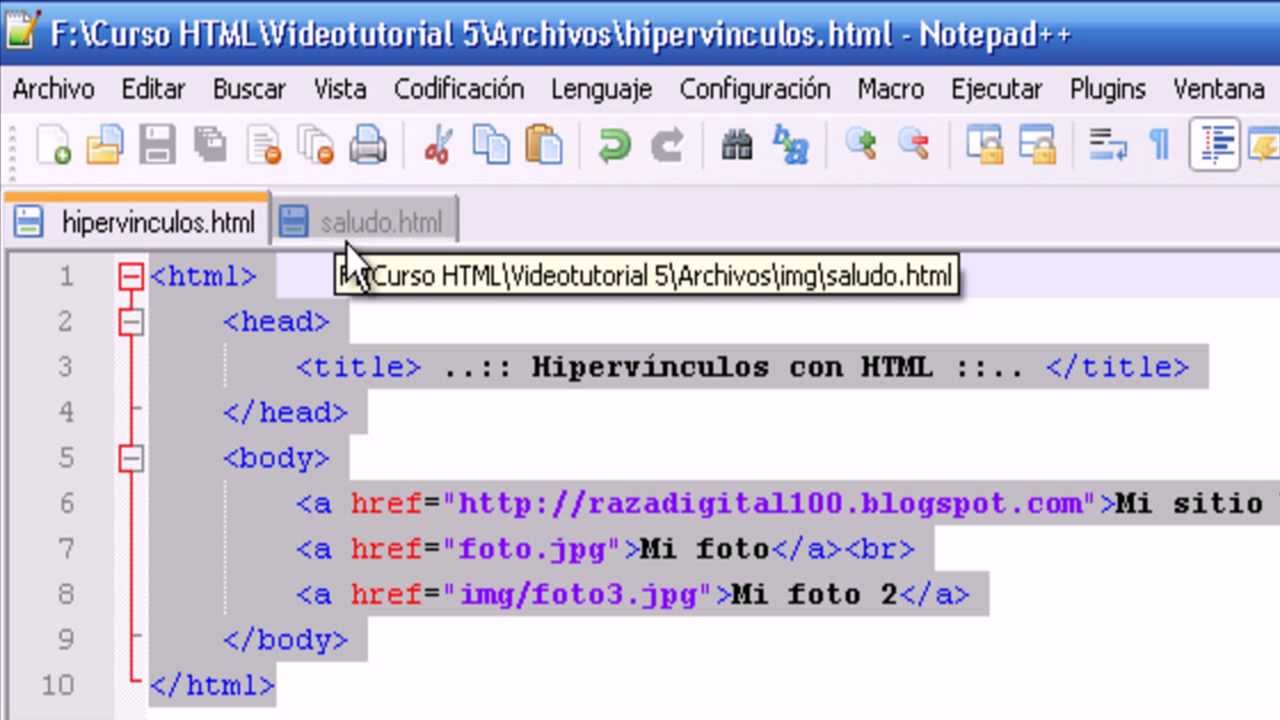 F:\Curso HTML\Videotutorial 5\Archivos\hipervinculos.html - Notepad++
Archivo Editar Buscar Vista Codificación Lenguaje Configuración Macro Ejecutar Plugins Ventana
hipervinculos.html saludo.html
\Curso HTML\Videotutorial 5\Archivos\img\saludo.html
1 <html>
2 <head>
3 <title> ..:: Hipervínculos con HTML ::.. </title>
4 </head>
5 <body>
6 <a href="http://razadigital100.blogspot.com">Mi sitio
7 <a href="foto.jpg">Mi foto</a><br>
8 <a href="img/foto3.jpg">Mi foto 2</a>
9 </body>
10 </html>